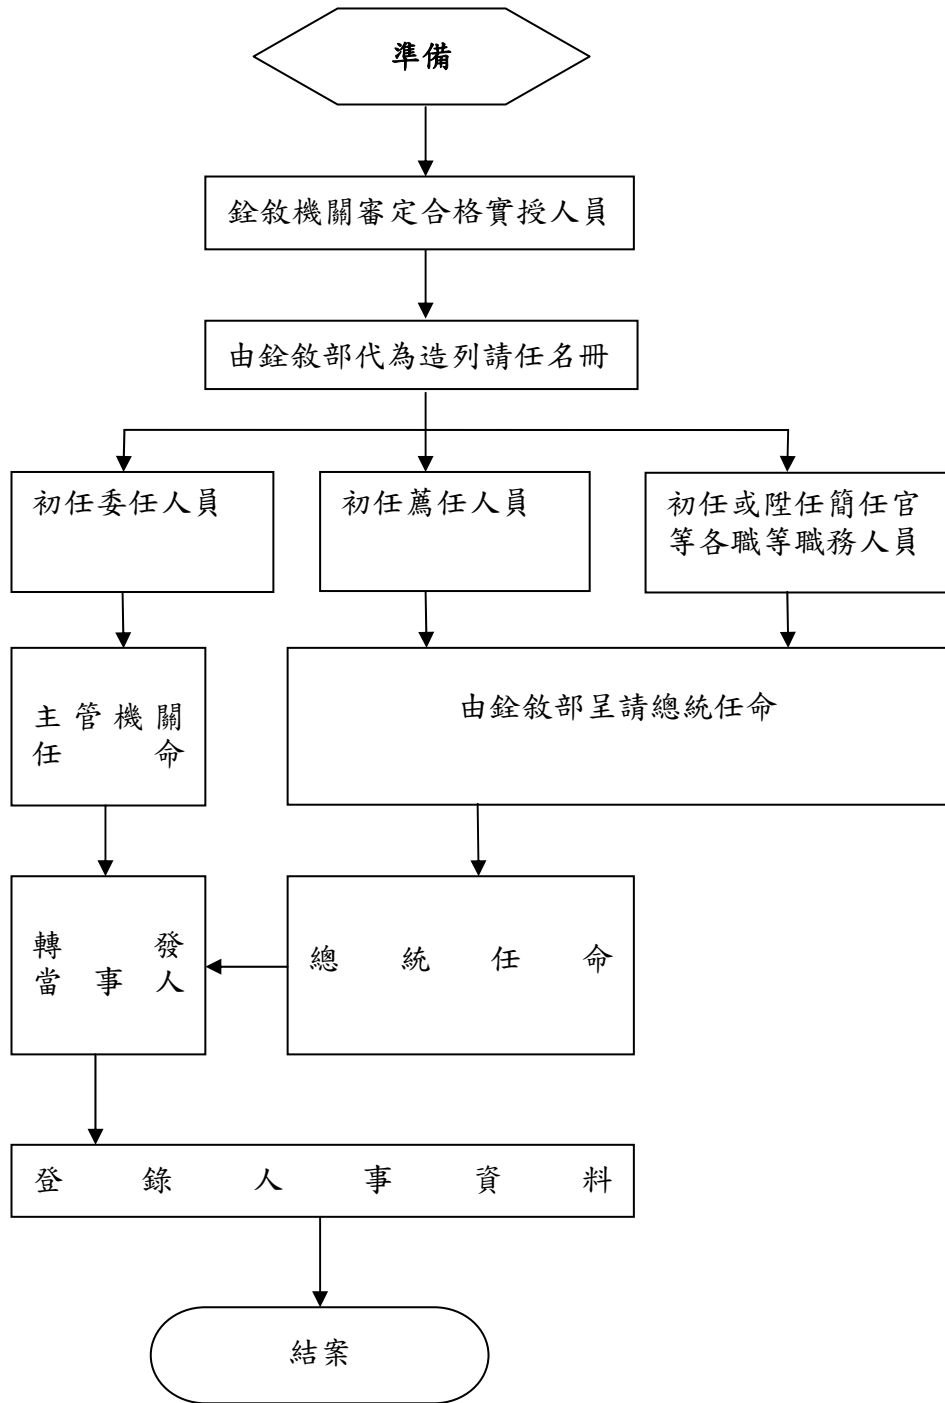 準備
銓敘機關審定合格實授人員
由銓敘部代為造列請任名冊
初任委任人員
初任薦任人員
初任或陞任簡任官
等各職等職務人員
主管機關
任命
由銓敘部呈請總統任命
轉發
當事人
總統任命
登錄人事資料
結案